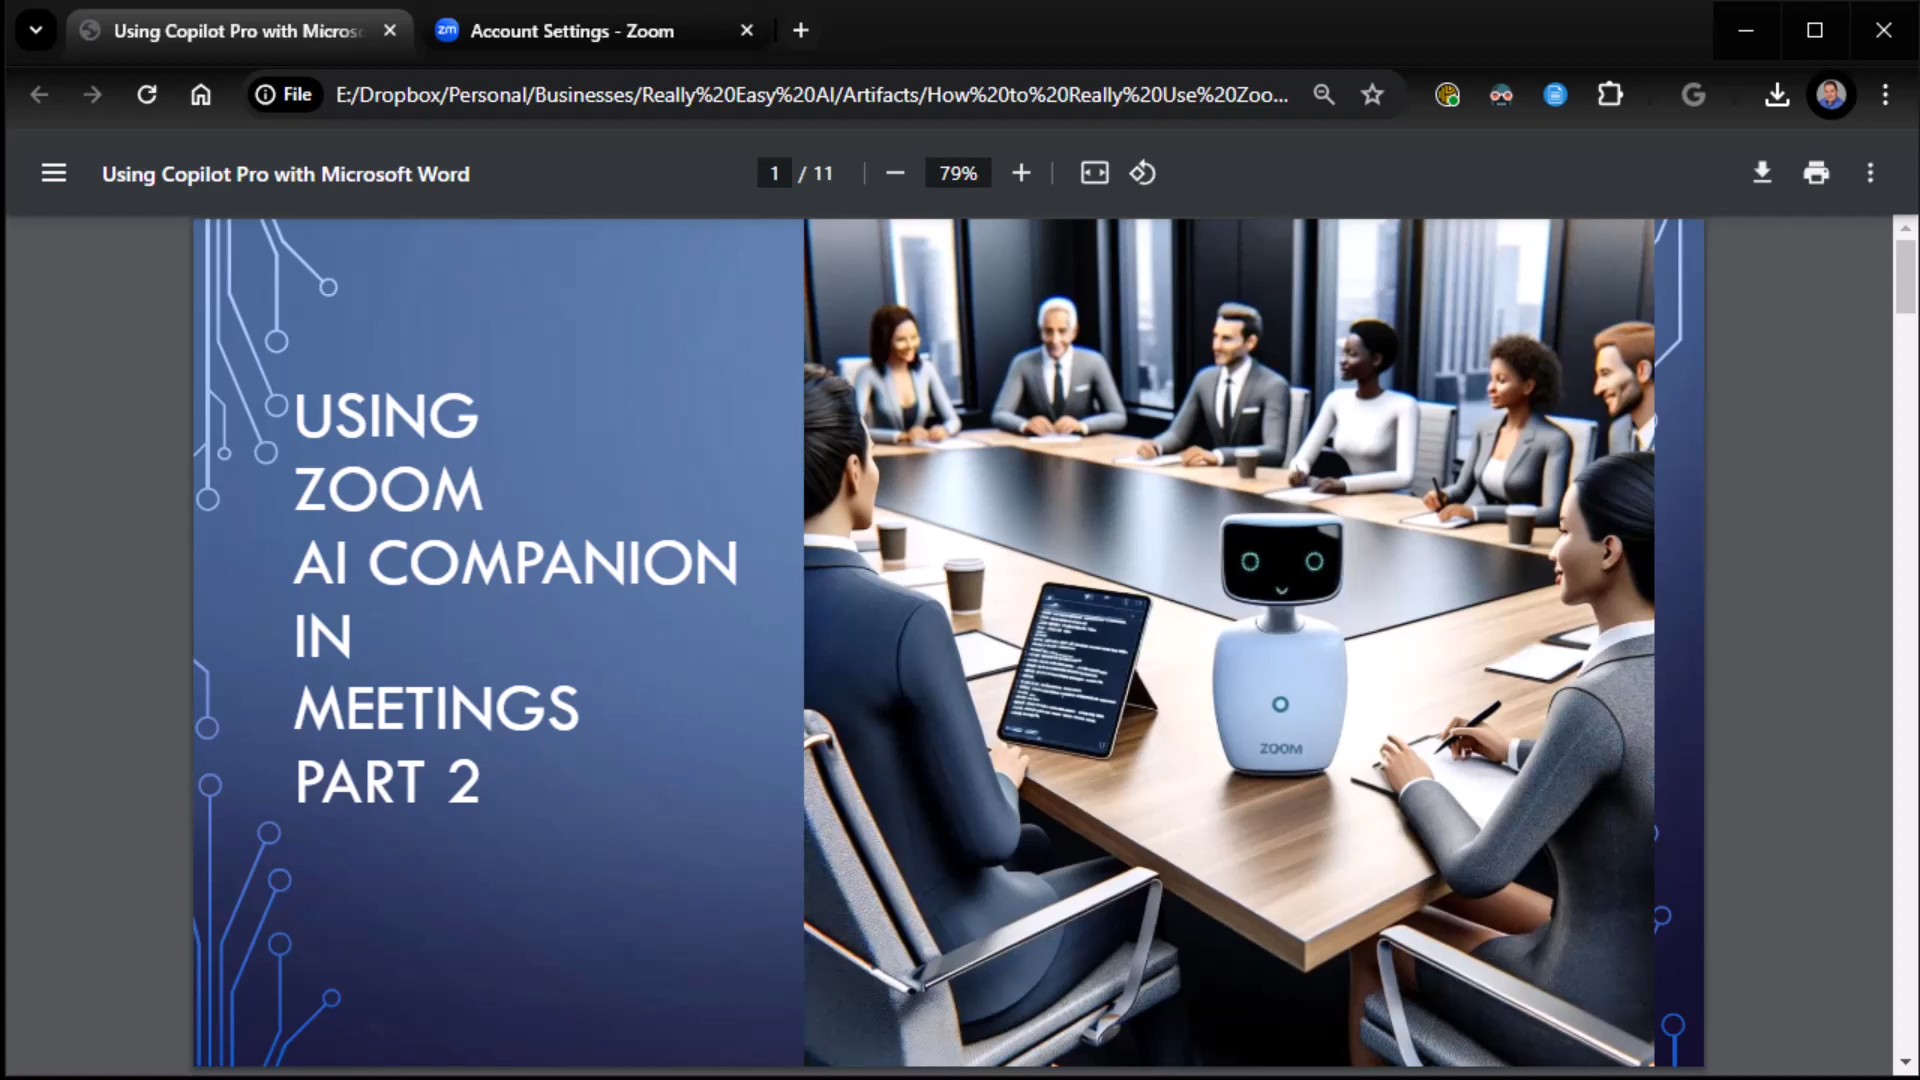 Using Copilot Pro with Micros
zm Account Settings - Zoom
File
E:/Dropbox/Personal/Businesses/Really%20Easy%20AI/Artifacts/How%20to%20Really%20Use%20Zoo...
Using Copilot Pro with Microsoft Word
1 / 11
79%
USING
ZOOM
AI COMPANION
IN
MEETINGS
PART 2
ZOOM